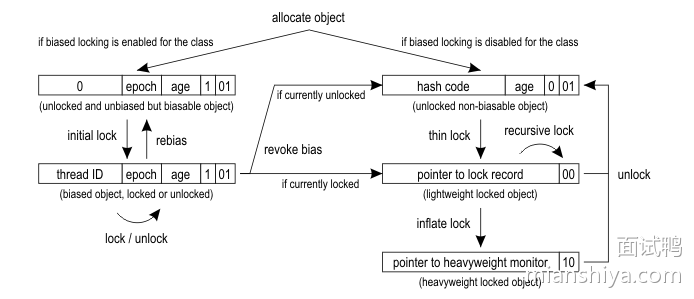 allocate object
if biased locking is enabled for the class
if biased locking is disabled for the class
0 epoch age 1 01
(unlocked and unbiased but biasable object)
hash code age 0 01
(unlocked non-biasable object)
if currently unlocked
initial lock
rebias
revoke bias
thin lock
recursive lock
thread ID epoch age 1 01
(biased object, locked or unlocked)
if currently locked
pointer to lock record 00
(lightweight locked object)
unlock
lock / unlock
inflate lock
pointer to heavyweight monitor, 10
(heavyweight locked object)
面试鸭
mianshiya.com